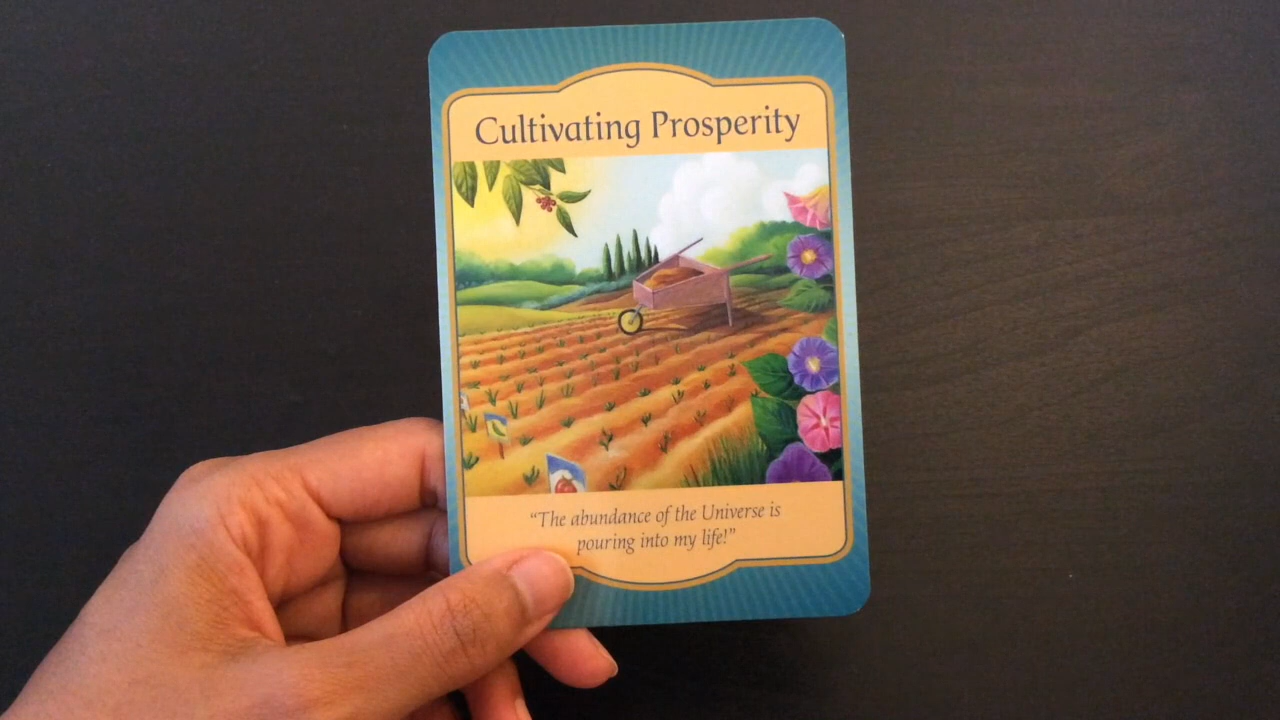 Cultivating Prosperity
“The abundance of the Universe is
pouring into my life!”